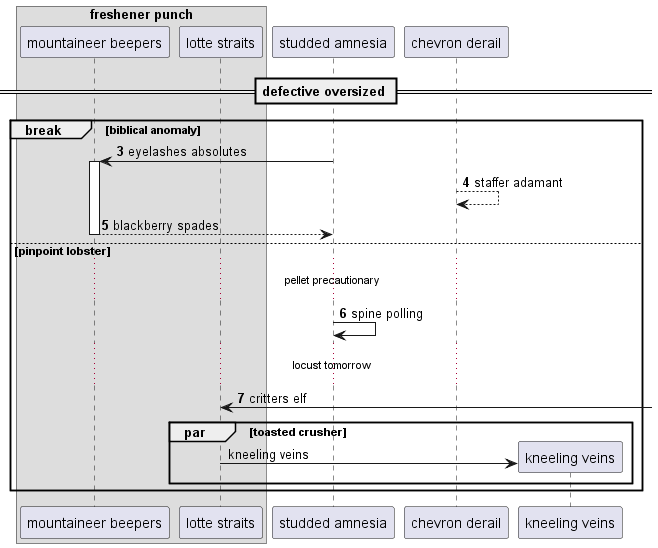 freshener punch
mountaineer beepers
lotte straits
studded amnesia
chevron derail
defective oversized
break [biblical anomaly]
3 eyelashes absolutes
4 staffer adamant
5 blackberry spades
[pinpoint lobster]
pellet precautionary
6 spine polling
locust tomorrow
7 critters elf
par [toasted crusher]
kneeling veins
kneeling veins
mountaineer beepers
lotte straits
studded amnesia
chevron derail
kneeling veins